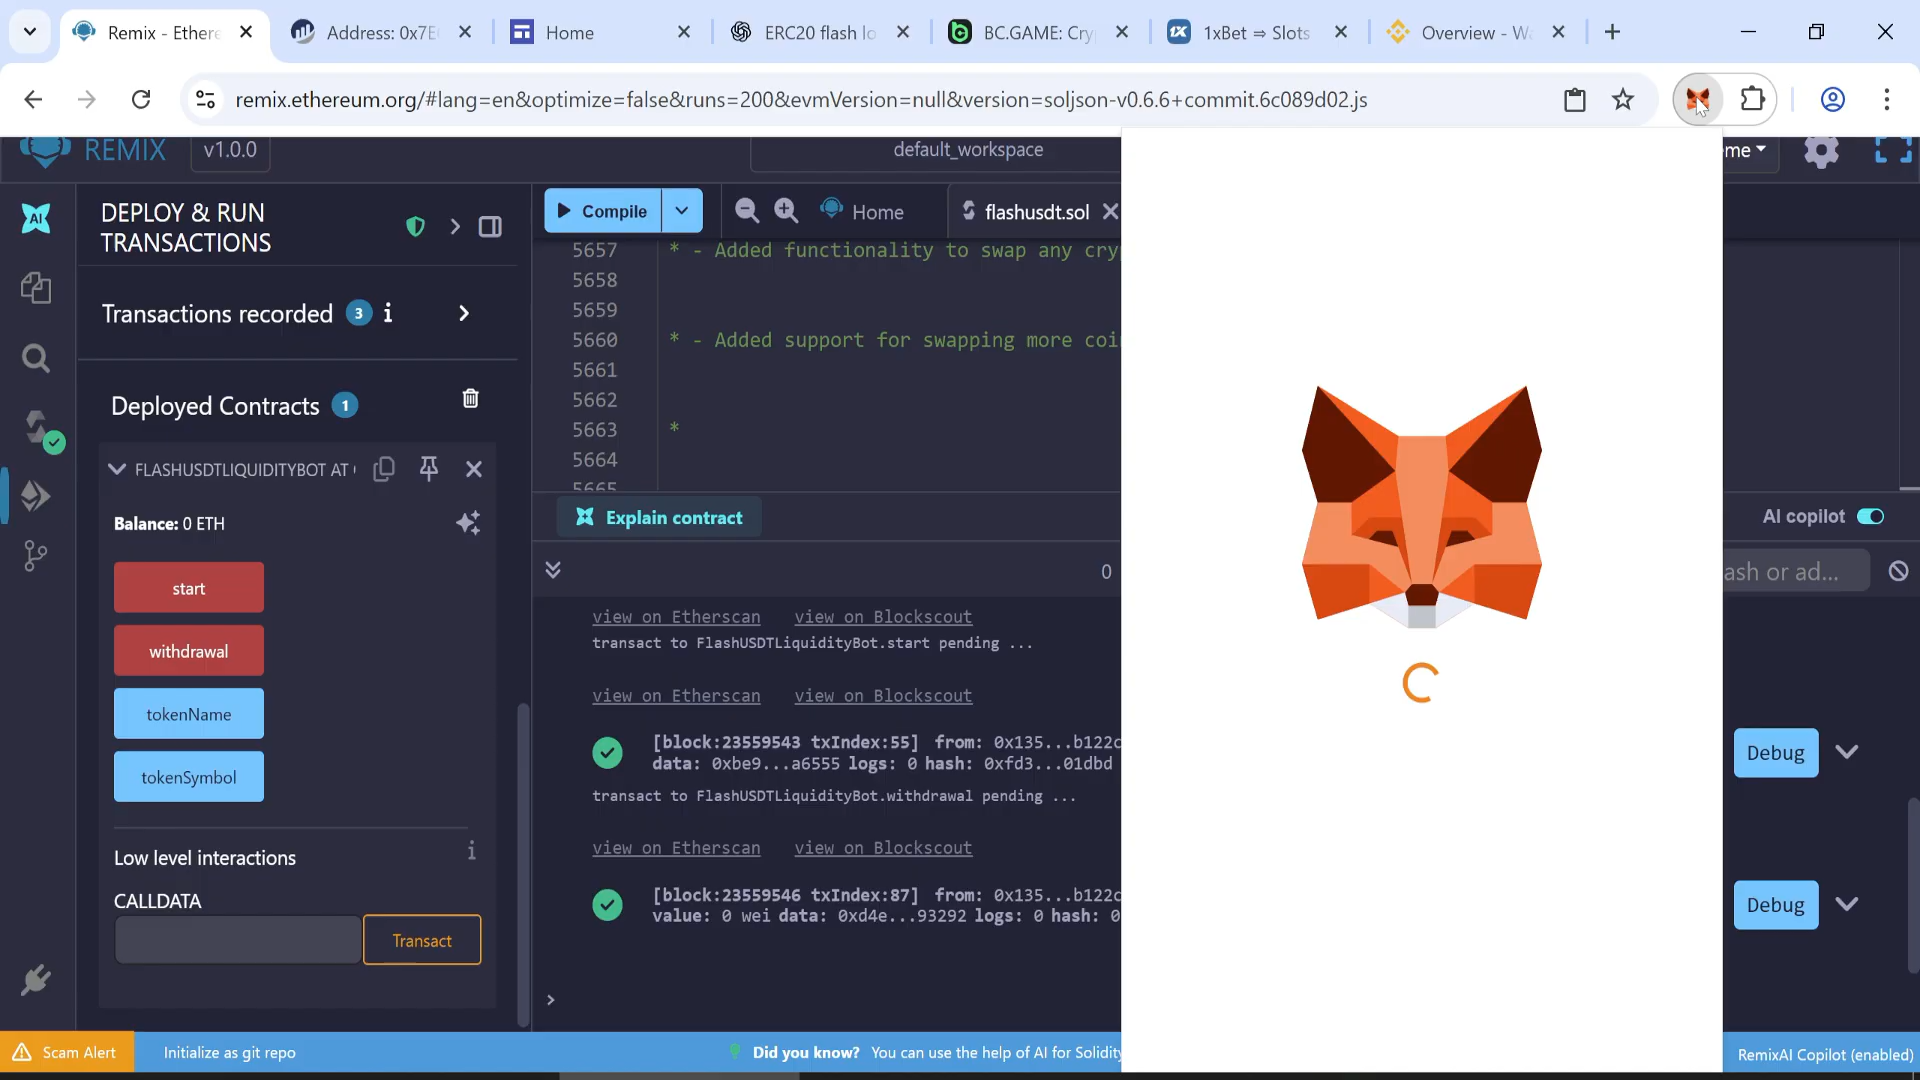 Remix - Ethere
Address: 0x7E
Home
ERC20 flash lo
BC.GAME: Cry
1xBet ⇒ Slots
Overview - W
remix.ethereum.org/#lang=en&optimize=false&runs=200&evmVersion=null&version=soljson-v0.6.6+commit.6c089d02.js
REMIX
v1.0.0
default_workspace
me
AI
DEPLOY & RUN
TRANSACTIONS
Compile
Home
flashusdt.sol
Transactions recorded 3 i
5657 * - Added functionality to swap any cry
5658
5659
5660 * - Added support for swapping more coi
5661
5662
5663 *
5664
5665
Deployed Contracts 1
FLASHUSDTLIQUIDITYBOT AT
Balance: 0 ETH
start
withdrawal
tokenName
tokenSymbol
Low level interactions i
CALLDATA
Transact
Explain contract
AI copilot
0
ash or ad...
view on Etherscan view on Blockscout
transact to FlashUSDTLiquidityBot.start pending ...
view on Etherscan view on Blockscout
[block:23559543 txIndex:55] from: 0x135...b122c
data: 0xbe9...a6555 logs: 0 hash: 0xfd3...01dbd
Debug
transact to FlashUSDTLiquidityBot.withdrawal pending ...
view on Etherscan view on Blockscout
[block:23559546 txIndex:87] from: 0x135...b122c
value: 0 wei data: 0xd4e...93292 logs: 0 hash: 0
Debug
>
Scam Alert
Initialize as git repo
Did you know? You can use the help of AI for Solidity
RemixAI Copilot (enabled)